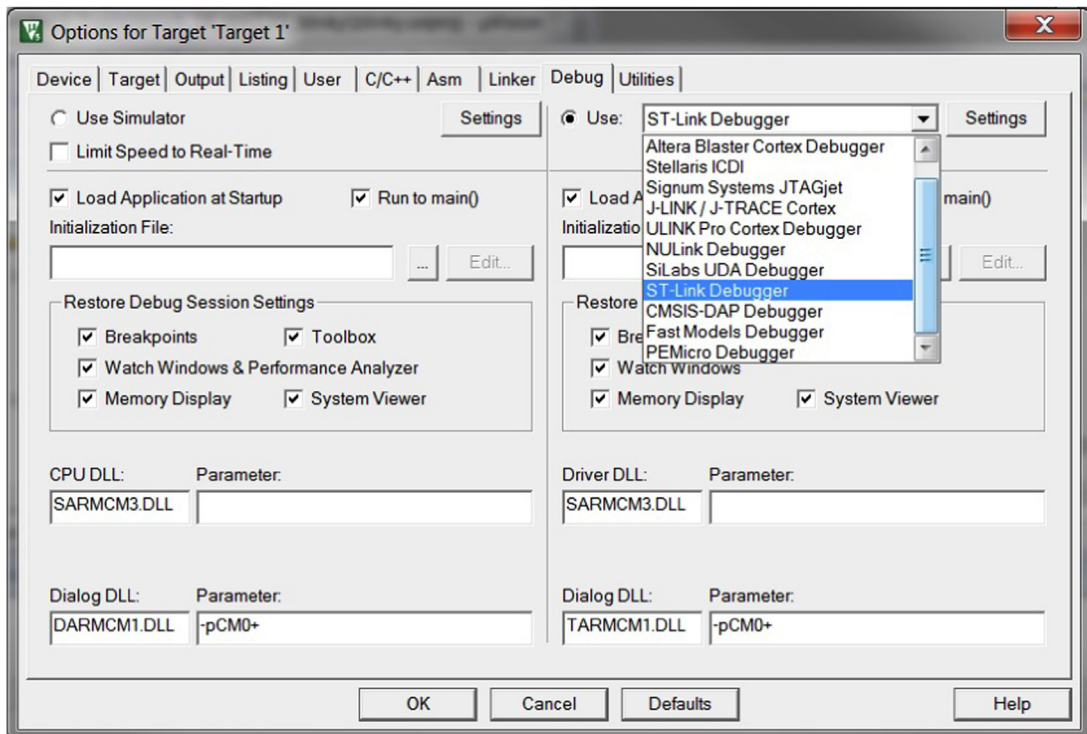 Options for Target 'Target 1'
Device Target Output Listing User C/C++ Asm Linker Debug Utilities
Use Simulator Settings Use: ST-Link Debugger Settings
Limit Speed to Real-Time
Altera Blaster Cortex Debugger
Stellaris ICDI
Signum Systems JTAGjet
J-LINK / J-TRACE Cortex
ULINK Pro Cortex Debugger
NULink Debugger
SiLabs UDA Debugger
ST-Link Debugger
CMSIS-DAP Debugger
Fast Models Debugger
PEMicro Debugger
Load Application at Startup Run to main() Load A main()
Initialization File: Initializatio
... Edit... Edit...
Restore Debug Session Settings Restore
Breakpoints Toolbox Bre
Watch Windows & Performance Analyzer Watch Windows
Memory Display System Viewer Memory Display System Viewer
CPU DLL: Parameter: Driver DLL: Parameter:
SARMCM3.DLL SARMCM3.DLL
Dialog DLL: Parameter: Dialog DLL: Parameter:
DARMCM1.DLL -pCM0+ TARMCM1.DLL -pCM0+
OK Cancel Defaults Help